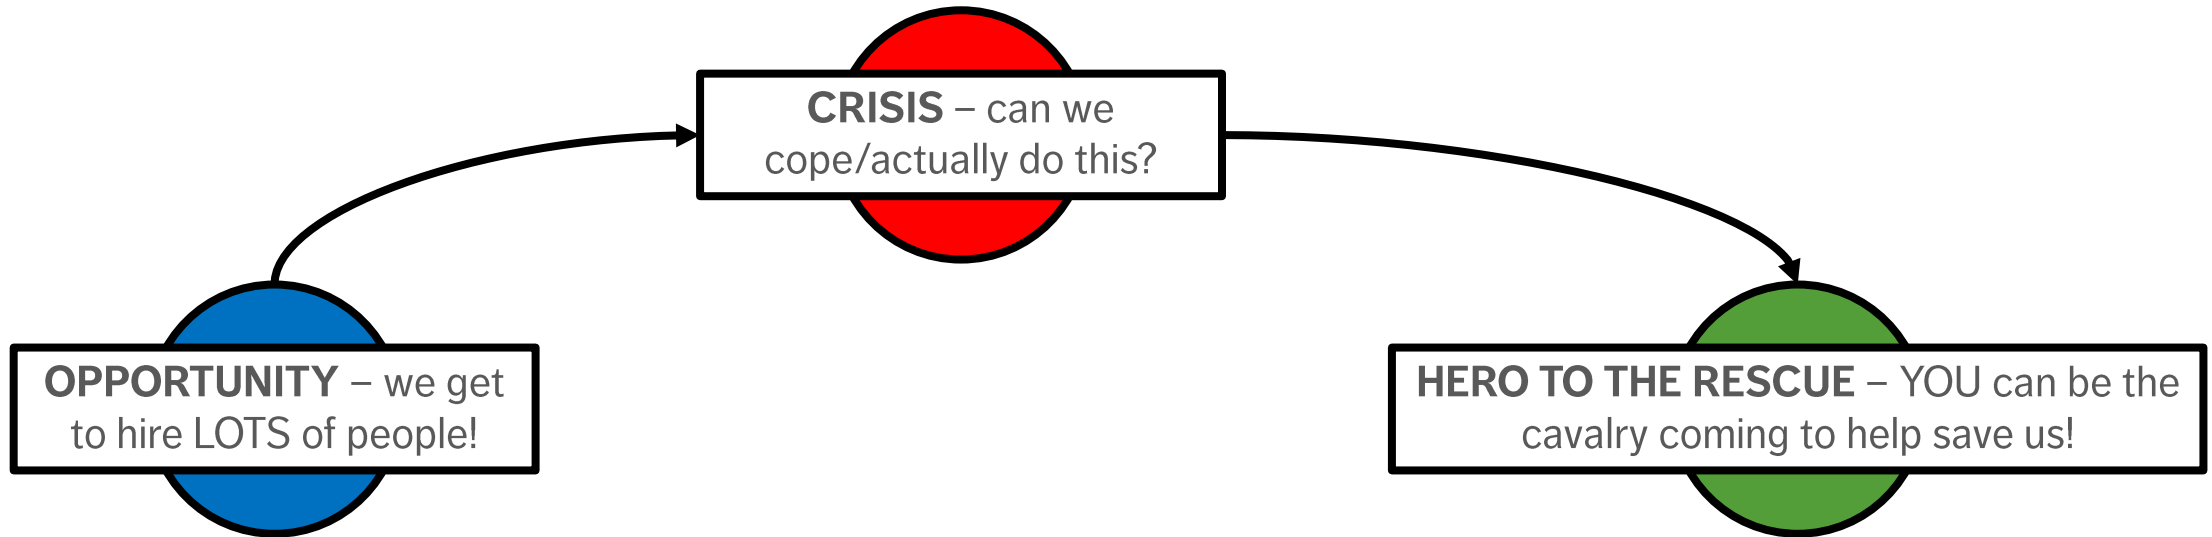 CRISIS – can we
cope/actually do this?
OPPORTUNITY – we get
to hire LOTS of people!
HERO TO THE RESCUE – YOU can be the
cavalry coming to help save us!